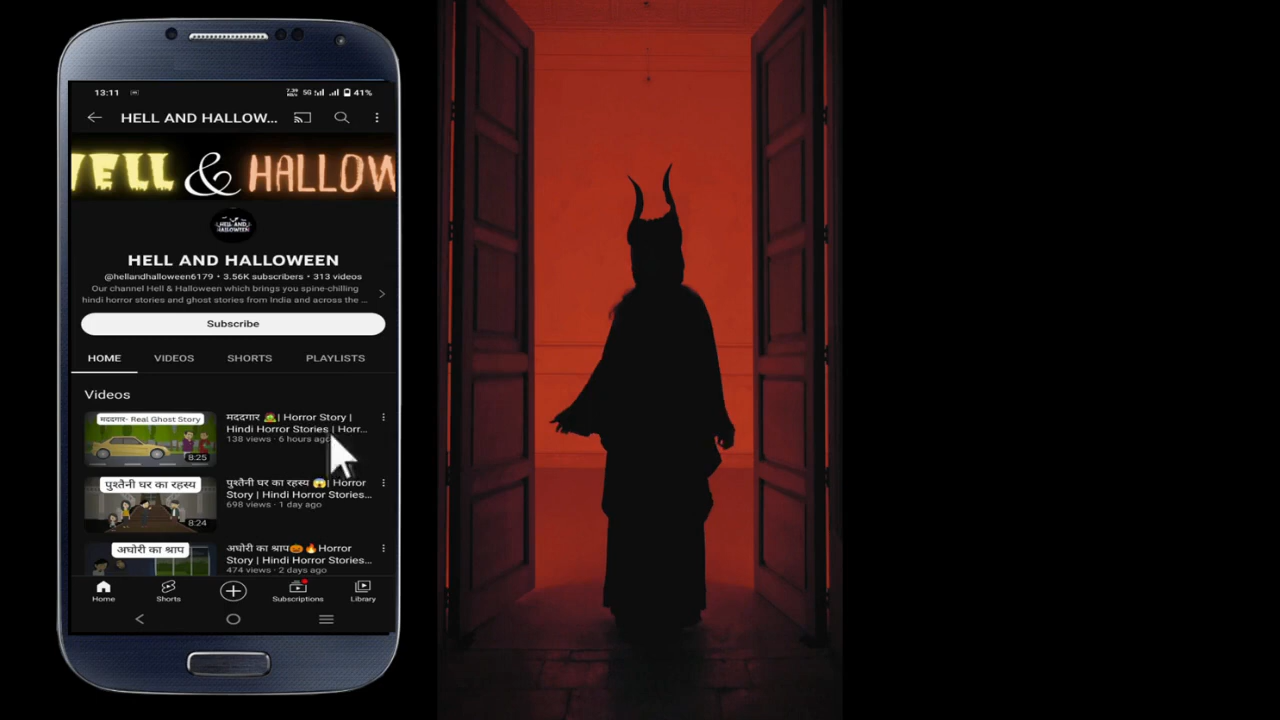 13:11
5G 41%
HELL AND HALLOW...
HELL & HALLOW
HELL AND
HALLOWEEN
HELL AND HALLOWEEN
@hellandhalloween6179 • 3.56K subscribers • 313 videos
Our channel Hell & Halloween which brings you spine-chilling
hindi horror stories and ghost stories from India and across the ...
Subscribe
HOME VIDEOS SHORTS PLAYLISTS
Videos
मददगार- Real Ghost Story
8:25
मददगार 🧟| Horror Story |
Hindi Horror Stories | Horr...
138 views · 6 hours ago
पुश्तैनी घर का रहस्य
8:24
पुश्तैनी घर का रहस्य 😱| Horror
Story | Hindi Horror Stories...
698 views · 1 day ago
अघोरी का श्राप
अघोरी का श्राप🎃🔥Horror
Story | Hindi Horror Stories...
474 views · 2 days ago
Home Shorts Subscriptions Library